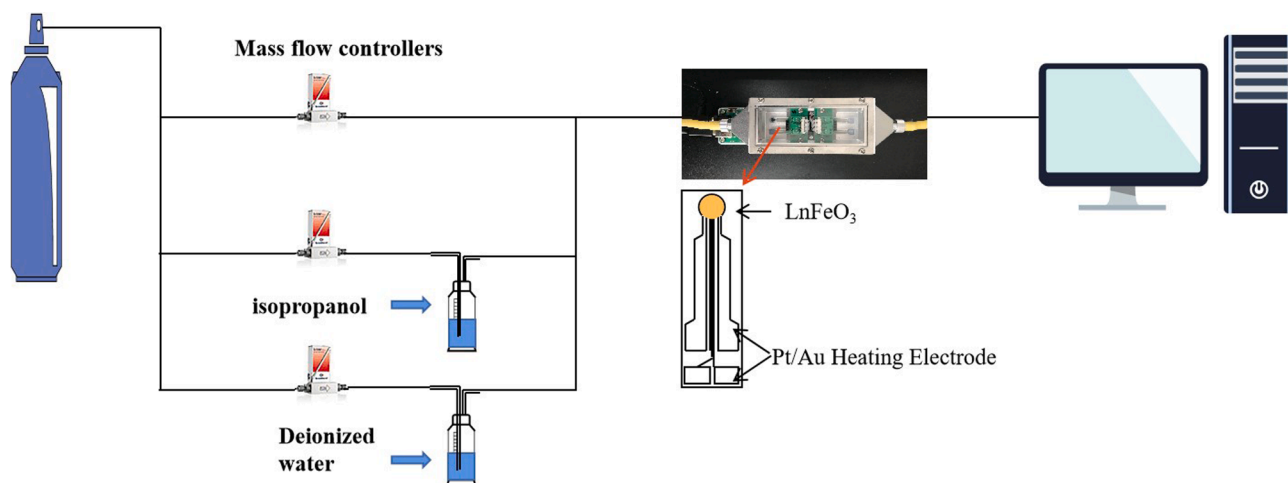 Mass flow controllers
LnFeO₃
isopropanol
Pt/Au Heating Electrode
Deionized
water